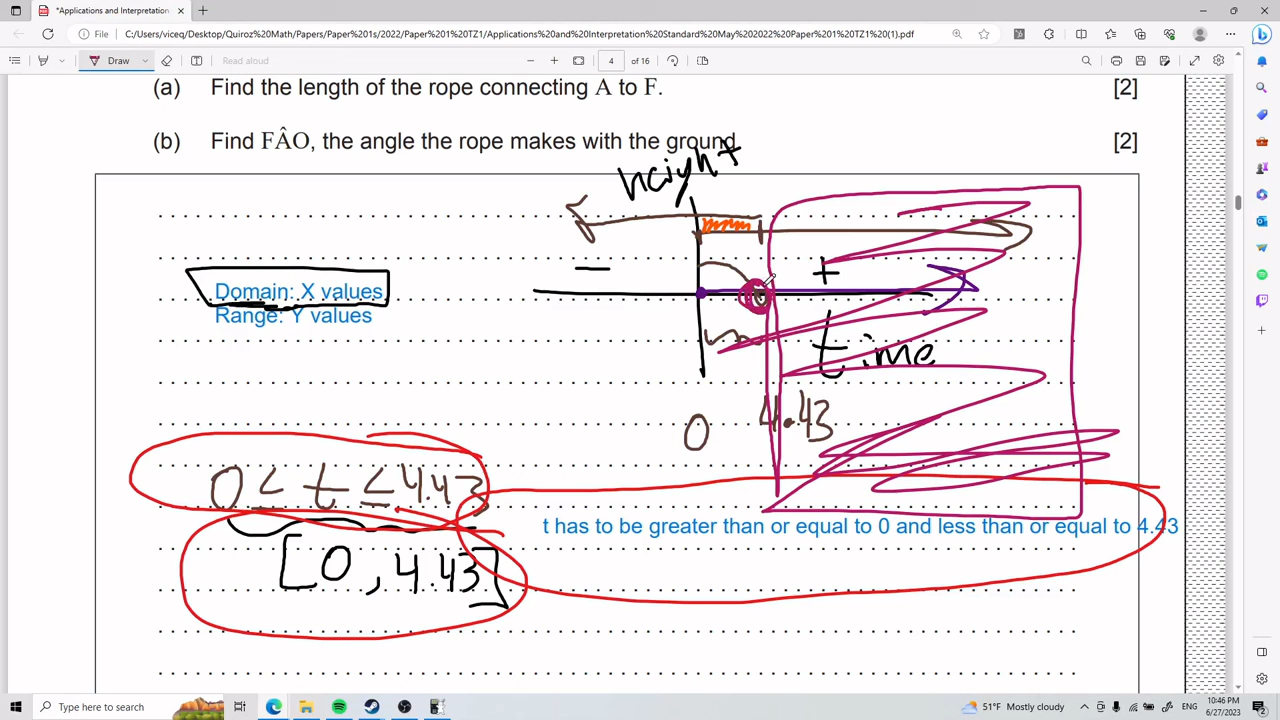 *Applications and Interpretation
File
C:/Users/viceq/Desktop/Quiroz%20Math/Papers/Paper%201s/2022/Paper%201%20TZ1/Applications%20and%20Interpretation%20Standard%20May%202022%20Paper%201%20TZ1%20(1).pdf
Draw
Read aloud
4 of 16
(a) Find the length of the rope connecting A to F. [2]
(b) Find FÂO, the angle the rope makes with the ground. [2]
height
− +
Domain: X values
Range: Y values
time
0 4.43
0 ≤ t ≤ 4.43
t has to be greater than or equal to 0 and less than or equal to 4.43
[0, 4.43]
Type here to search
51°F Mostly cloudy
ENG
10:46 PM
6/27/2023
2